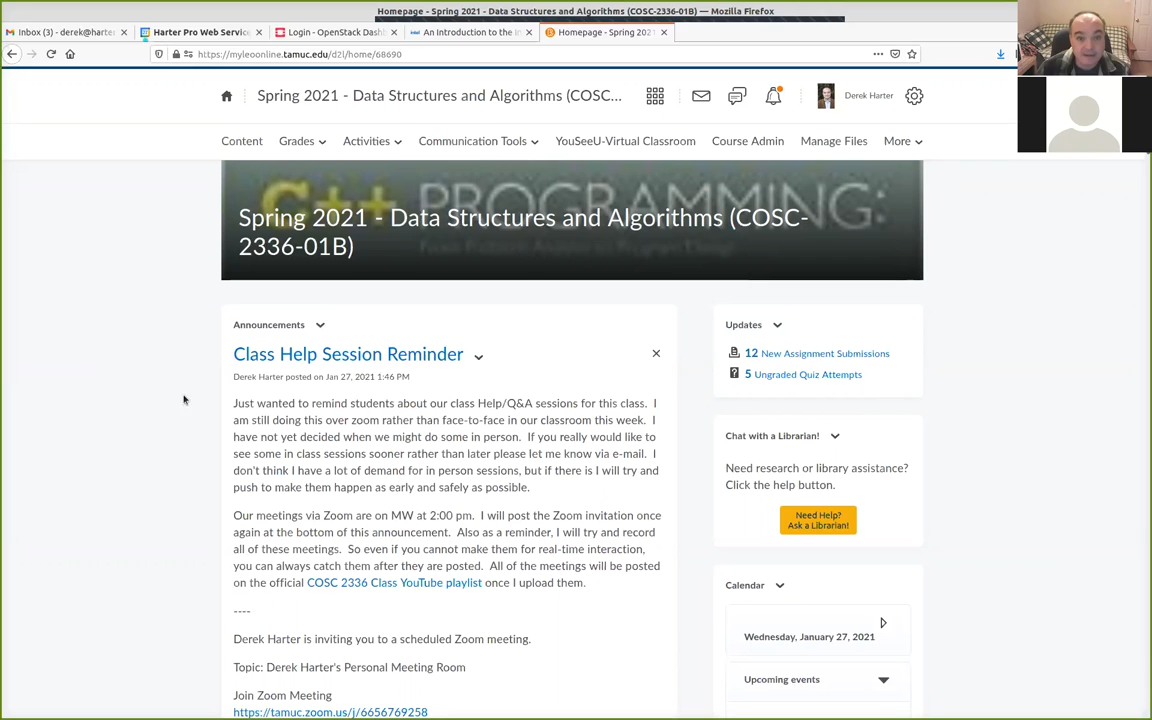 Homepage - Spring 2021 - Data Structures and Algorithms (COSC-2336-01B) — Mozilla Firefox
Inbox (3) - derek@harter
Harter Pro Web Servic
Login - OpenStack Dashb
An Introduction to the i
Homepage - Spring 2021
https://myleoonline.tamuc.edu/d2l/home/68690
Spring 2021 - Data Structures and Algorithms (COSC...
Derek Harter
Content Grades Activities Communication Tools YouSeeU-Virtual Classroom Course Admin Manage Files More
C++ PROGRAMMING:
Spring 2021 - Data Structures and Algorithms (COSC-
2336-01B)
Announcements
Class Help Session Reminder
Derek Harter posted on Jan 27, 2021 1:46 PM
Just wanted to remind students about our class Help/Q&A sessions for this class. I
am still doing this over zoom rather than face-to-face in our classroom this week. I
have not yet decided when we might do some in person. If you really would like to
see some in class sessions sooner rather than later please let me know via e-mail. I
don't think I have a lot of demand for in person sessions, but if there is I will try and
push to make them happen as early and safely as possible.
Our meetings via Zoom are on MW at 2:00 pm. I will post the Zoom invitation once
again at the bottom of this announcement. Also as a reminder, I will try and record
all of these meetings. So even if you cannot make them for real-time interaction,
you can always catch them after they are posted. All of the meetings will be posted
on the official COSC 2336 Class YouTube playlist once I upload them.
----
Derek Harter is inviting you to a scheduled Zoom meeting.
Topic: Derek Harter's Personal Meeting Room
Join Zoom Meeting
https://tamuc.zoom.us/j/6656769258
Updates
12 New Assignment Submissions
5 Ungraded Quiz Attempts
Chat with a Librarian!
Need research or library assistance?
Click the help button.
Need Help?
Ask a Librarian!
Calendar
Wednesday, January 27, 2021
Upcoming events